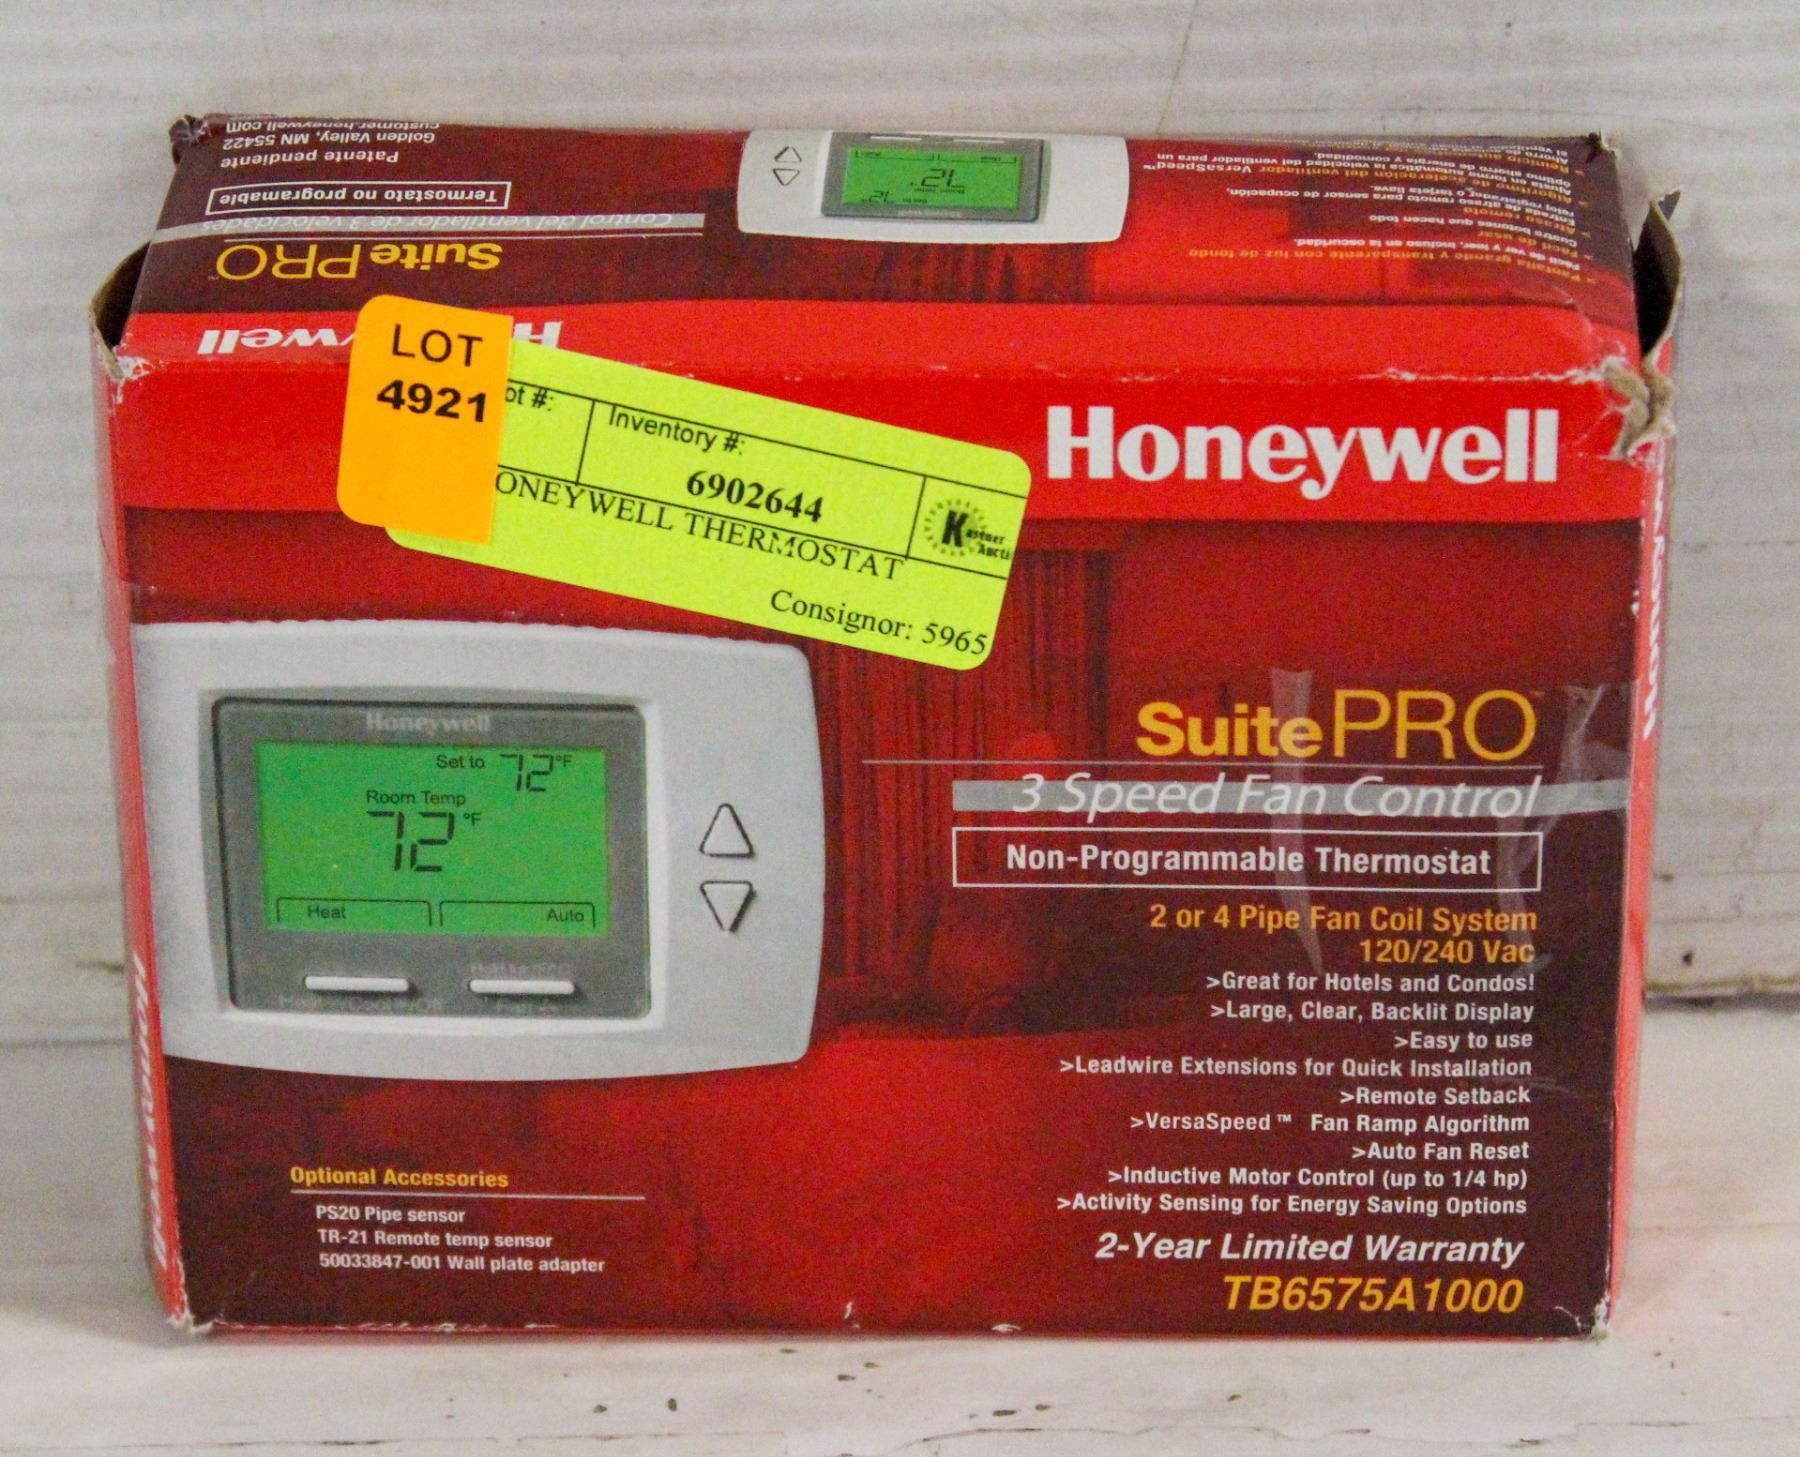 customer.honeywell.com
Golden Valley, MN 55422
Patente pendiente
Termostato no programable
Control del ventilador de 3 velocidades
Suite PRO
Honeywell
LOT
4921
ot #:
Inventory #:
6902644
ONEYWELL THERMOSTAT
Consignor: 5965
Kastner
Aucti
Honeywell
Honeywell
Set to 72°F
Room Temp
72°F
Heat
Auto
SuitePRO™
3 Speed Fan Control
Non-Programmable Thermostat
2 or 4 Pipe Fan Coil System
120/240 Vac
>Great for Hotels and Condos!
>Large, Clear, Backlit Display
>Easy to use
>Leadwire Extensions for Quick Installation
>Remote Setback
>VersaSpeed™ Fan Ramp Algorithm
>Auto Fan Reset
>Inductive Motor Control (up to 1/4 hp)
>Activity Sensing for Energy Saving Options
2-Year Limited Warranty
TB6575A1000
Optional Accessories
PS20 Pipe sensor
TR-21 Remote temp sensor
50033847-001 Wall plate adapter
Honeywell